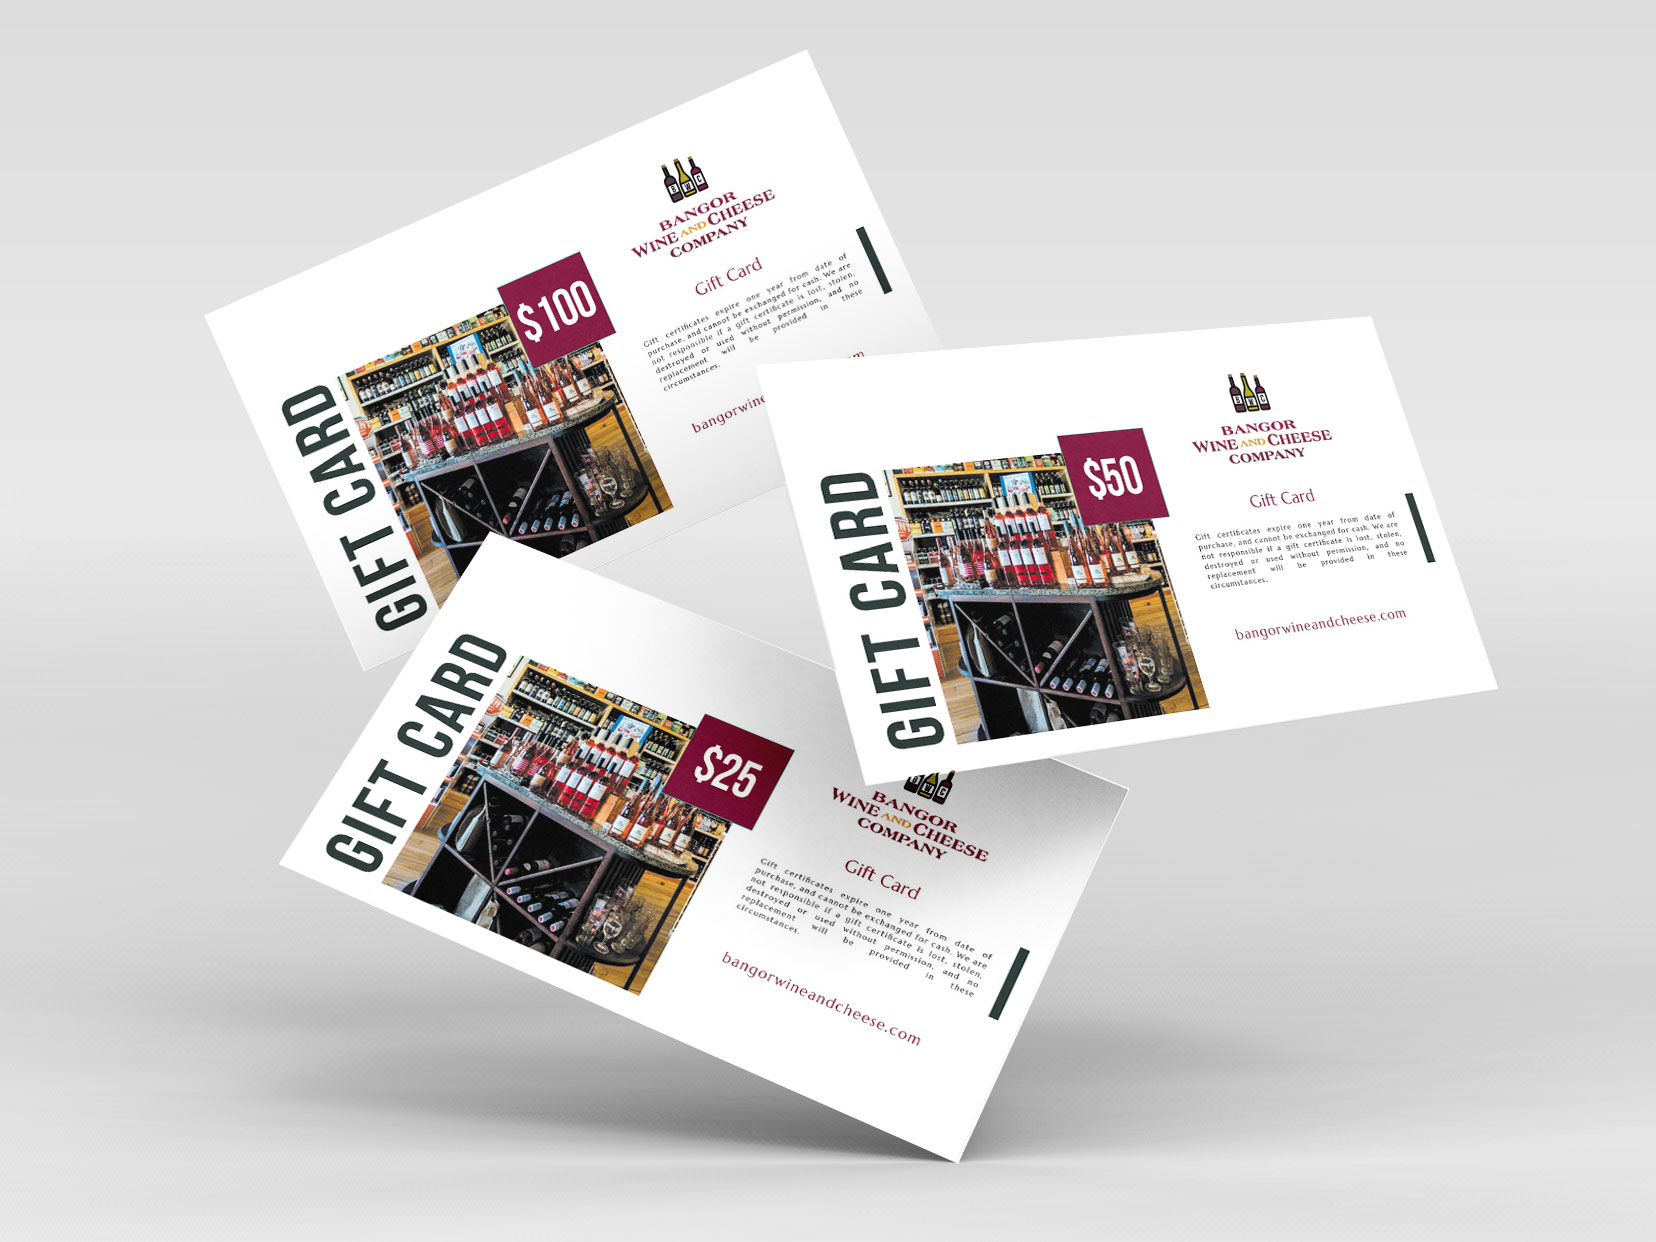 GIFT CARD
$100
B W C
BANGOR
WINE AND CHEESE
COMPANY
Gift Card
Gift certificates expire one year from date of
purchase, and cannot be exchanged for cash. We are
not responsible if a gift certificate is lost, stolen,
destroyed or used without permission, and no
replacement will be provided in these
circumstances.
bangorwine
om
GIFT CARD
$50
B W C
BANGOR
WINE AND CHEESE
COMPANY
Gift Card
Gift certificates expire one year from date of
purchase, and cannot be exchanged for cash. We are
not responsible if a gift certificate is lost, stolen,
destroyed or used without permission, and no
replacement will be provided in these
circumstances.
bangorwineandcheese.com
GIFT CARD
$25
B W C
BANGOR
WINE AND CHEESE
COMPANY
Gift Card
Gift certificates expire one year from date of
purchase, and cannot be exchanged for cash. We are
not responsible if a gift certificate is lost, stolen,
destroyed or used without permission, and no
replacement will be provided in these
circumstances.
bangorwineandcheese.com